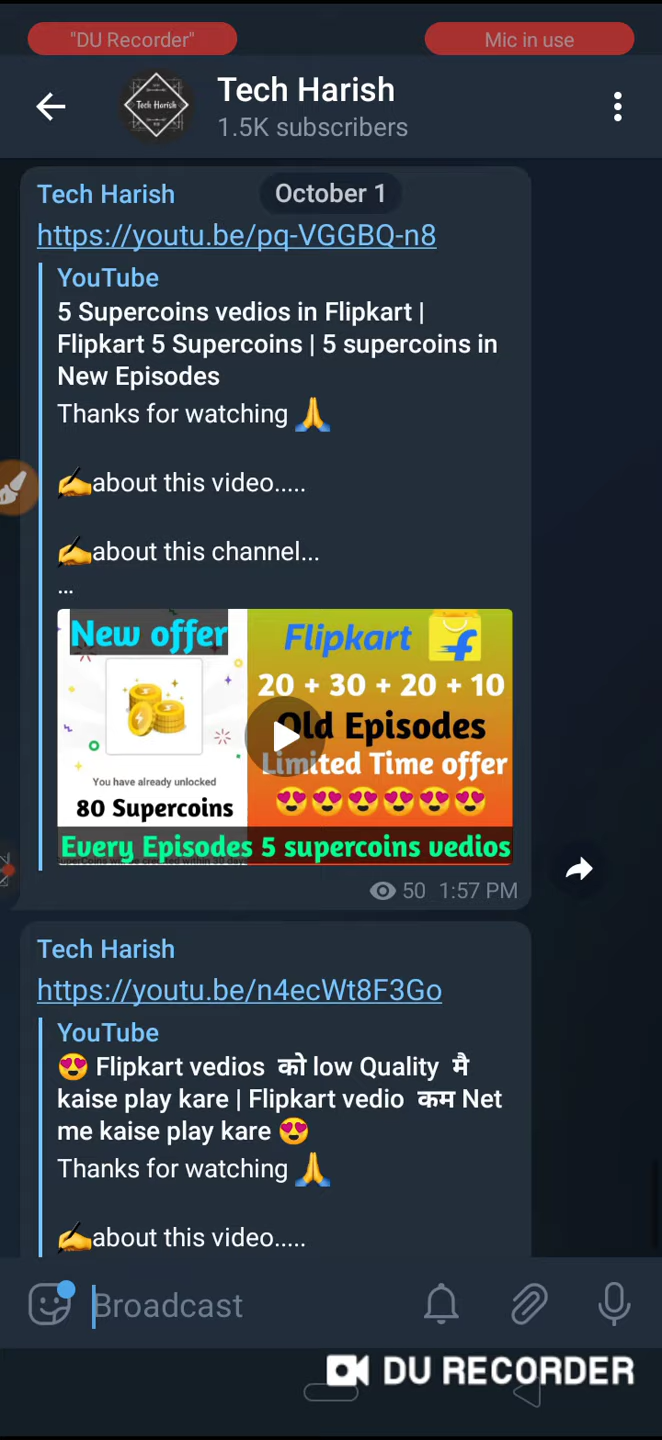 "DU Recorder"
Mic in use
Tech Harish
Tech Harish
1.5K subscribers
Tech Harish
October 1
https://youtu.be/pq-VGGBQ-n8
YouTube
5 Supercoins vedios in Flipkart |
Flipkart 5 Supercoins | 5 supercoins in
New Episodes
Thanks for watching 🙏
✍️about this video.....
✍️about this channel...
...
New offer
You have already unlocked
80 Supercoins
Flipkart
20 + 30 + 20 + 10
Old Episodes
Limited Time offer
😍😍😍😍😍😍
Every Episodes 5 supercoins vedios
50 1:57 PM
Tech Harish
https://youtu.be/n4ecWt8F3Go
YouTube
😍 Flipkart vedios को low Quality मै
kaise play kare | Flipkart vedio कम Net
me kaise play kare 😍
Thanks for watching 🙏
✍️about this video.....
Broadcast
DU RECORDER